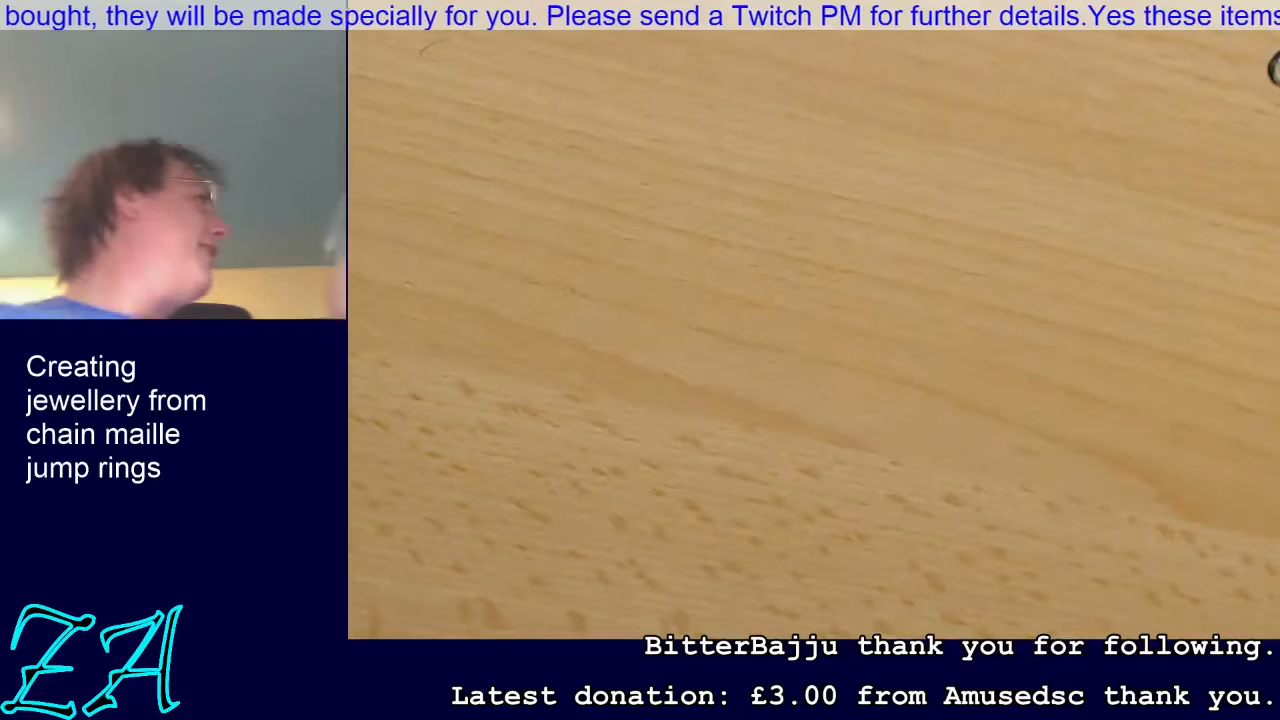 bought, they will be made specially for you. Please send a Twitch PM for further details.Yes these items
Creating
jewellery from
chain maille
jump rings
ZA
BitterBajju thank you for following.
Latest donation: £3.00 from Amusedsc thank you.